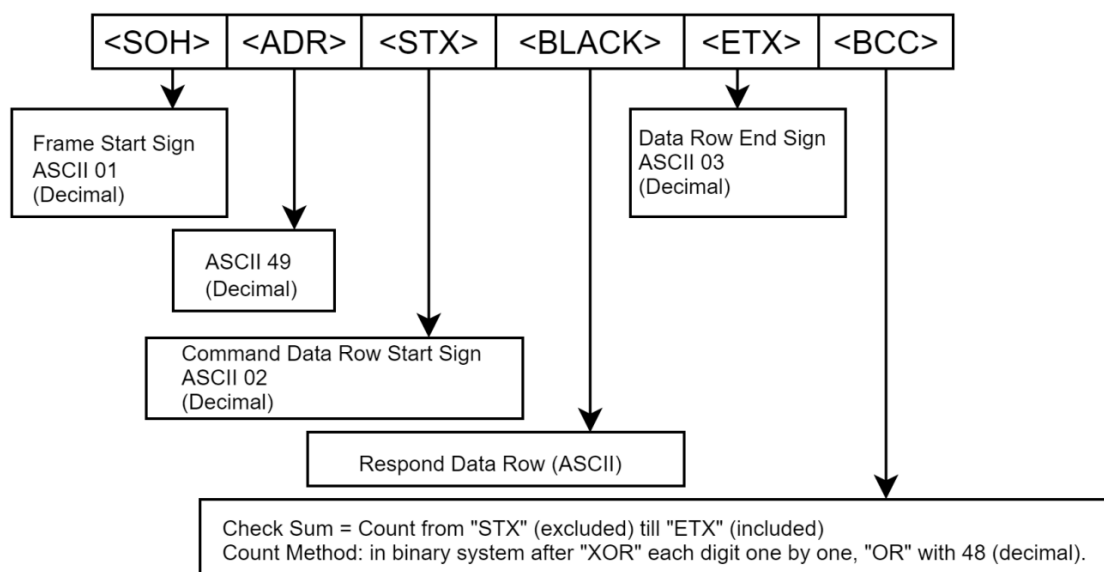 <SOH> <ADR> <STX> <BLACK> <ETX> <BCC>
Frame Start Sign
ASCII 01
(Decimal)
Data Row End Sign
ASCII 03
(Decimal)
ASCII 49
(Decimal)
Command Data Row Start Sign
ASCII 02
(Decimal)
Respond Data Row (ASCII)
Check Sum = Count from "STX" (excluded) till "ETX" (included)
Count Method: in binary system after "XOR" each digit one by one, "OR" with 48 (decimal).